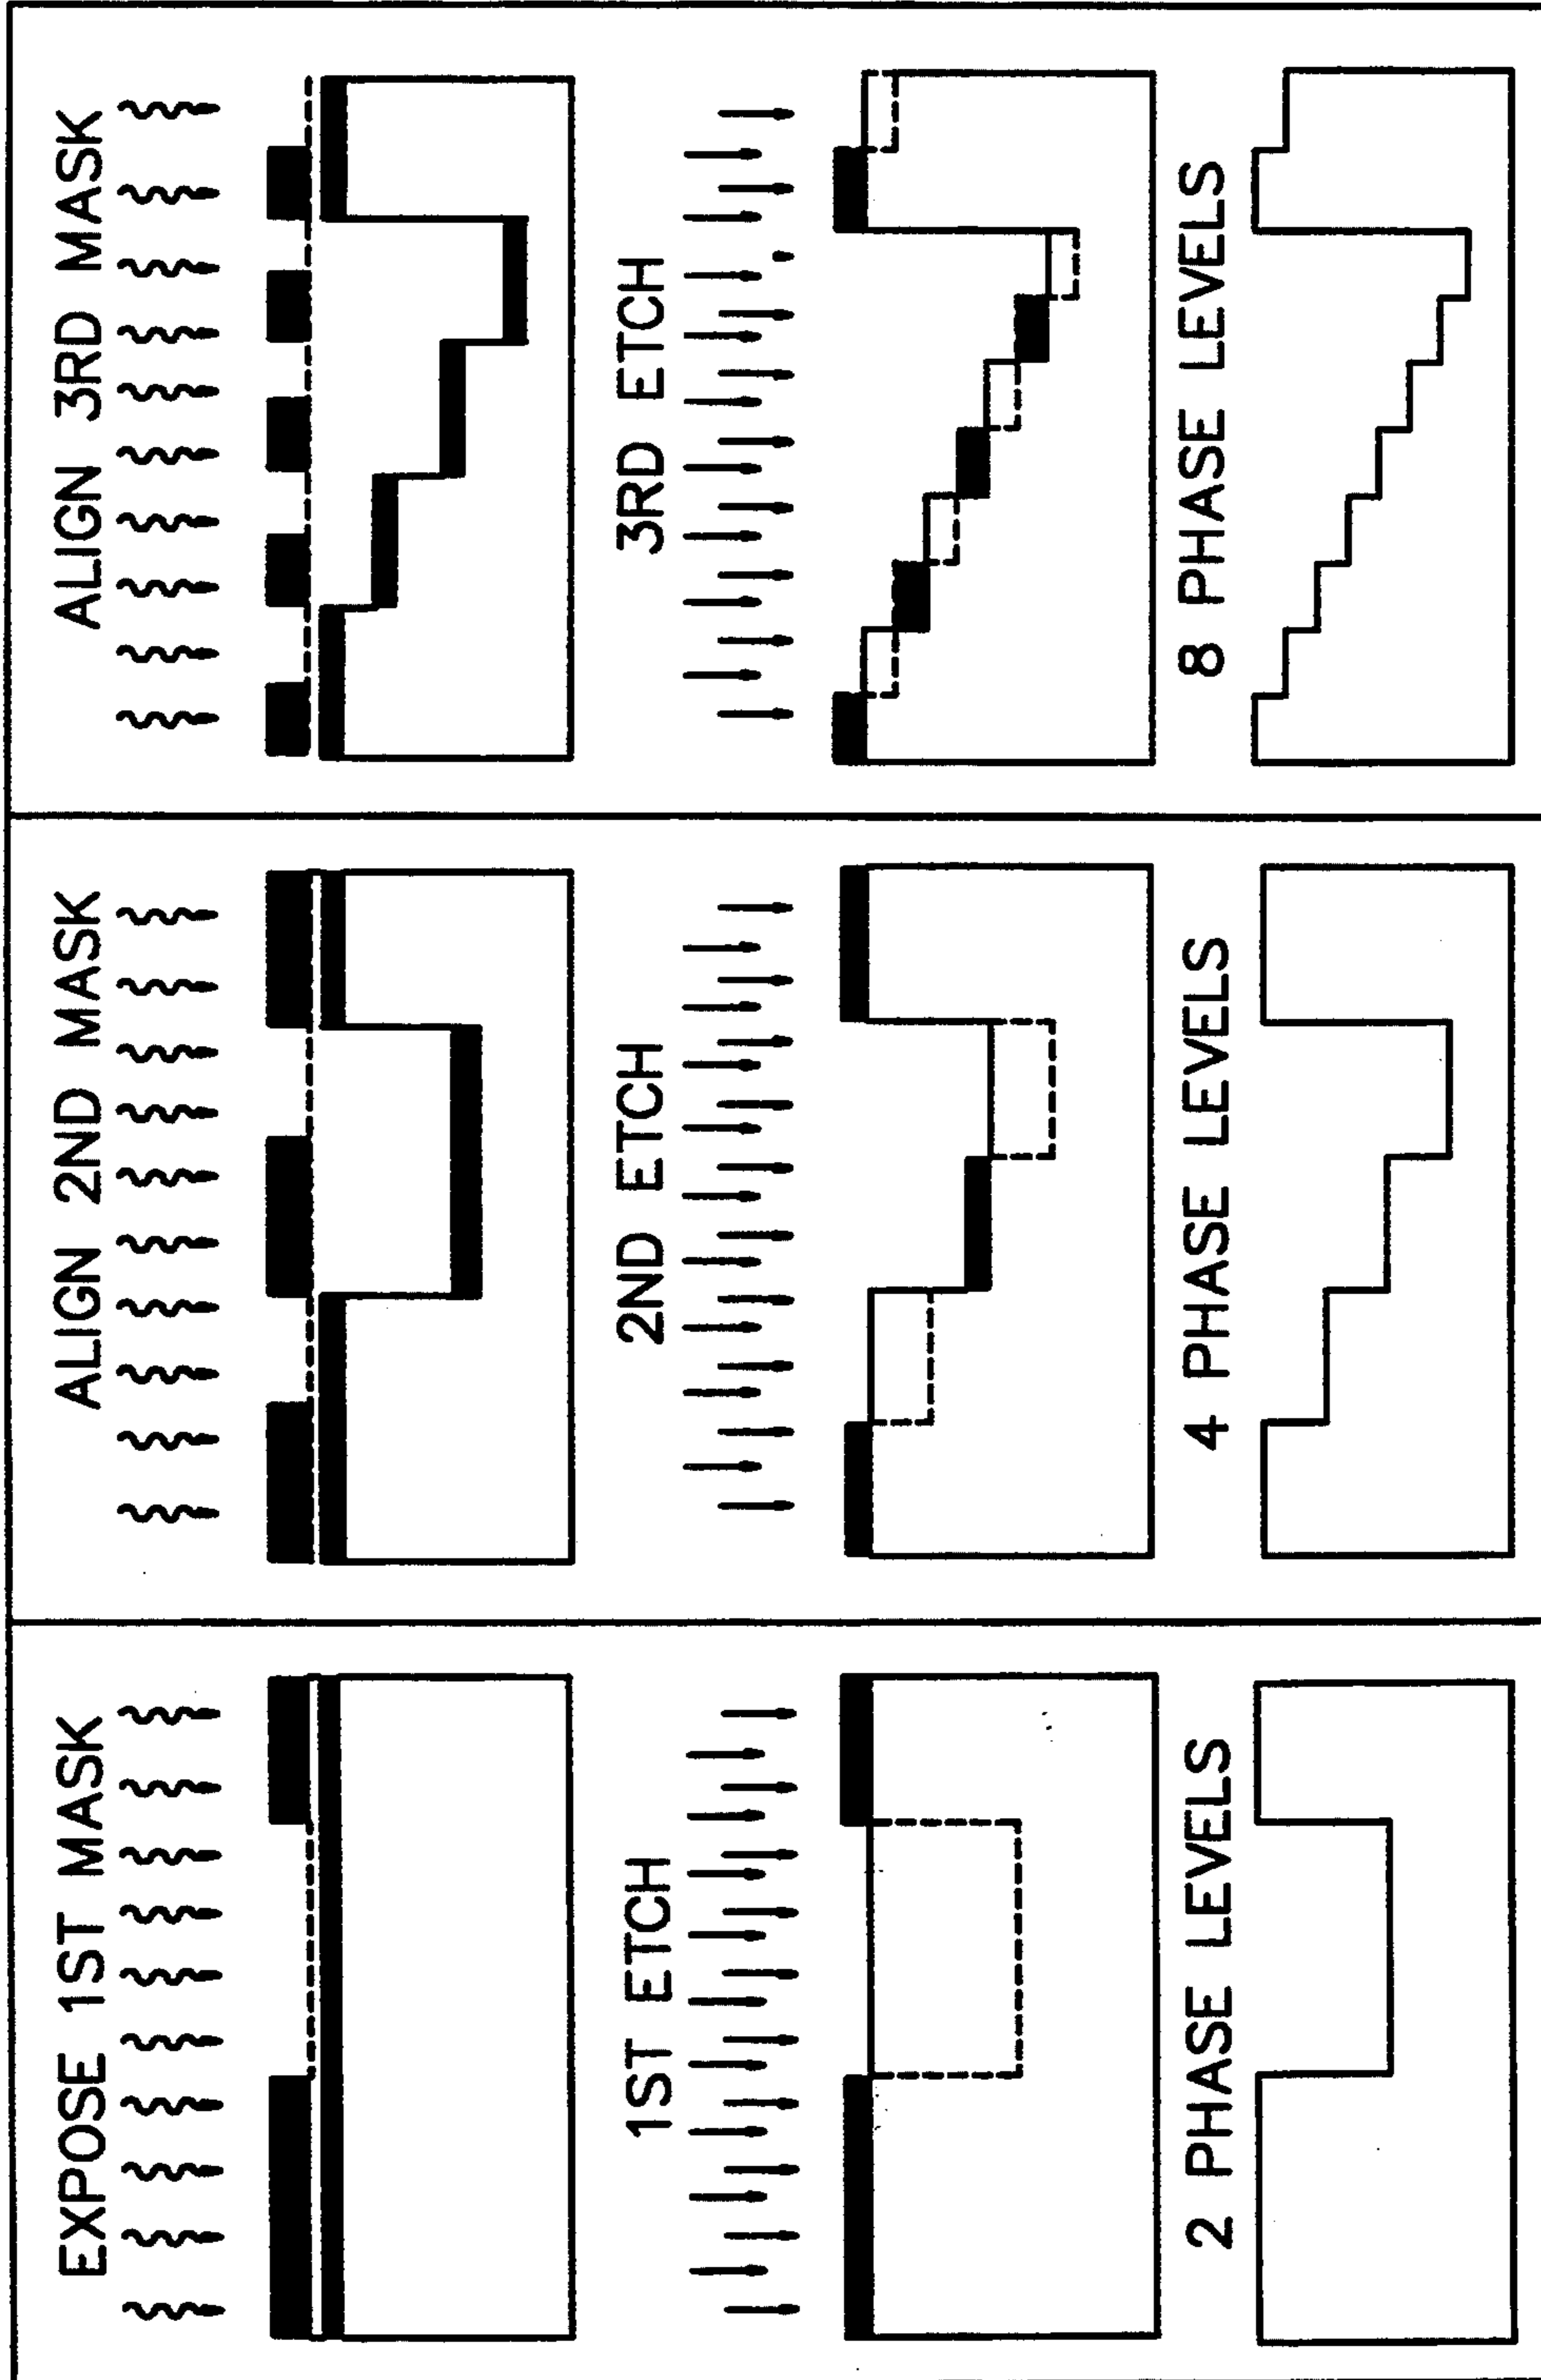 EXPOSE 1ST MASK
1ST ETCH
2 PHASE LEVELS
ALIGN 2ND MASK
2ND ETCH
4 PHASE LEVELS
ALIGN 3RD MASK
3RD ETCH
8 PHASE LEVELS